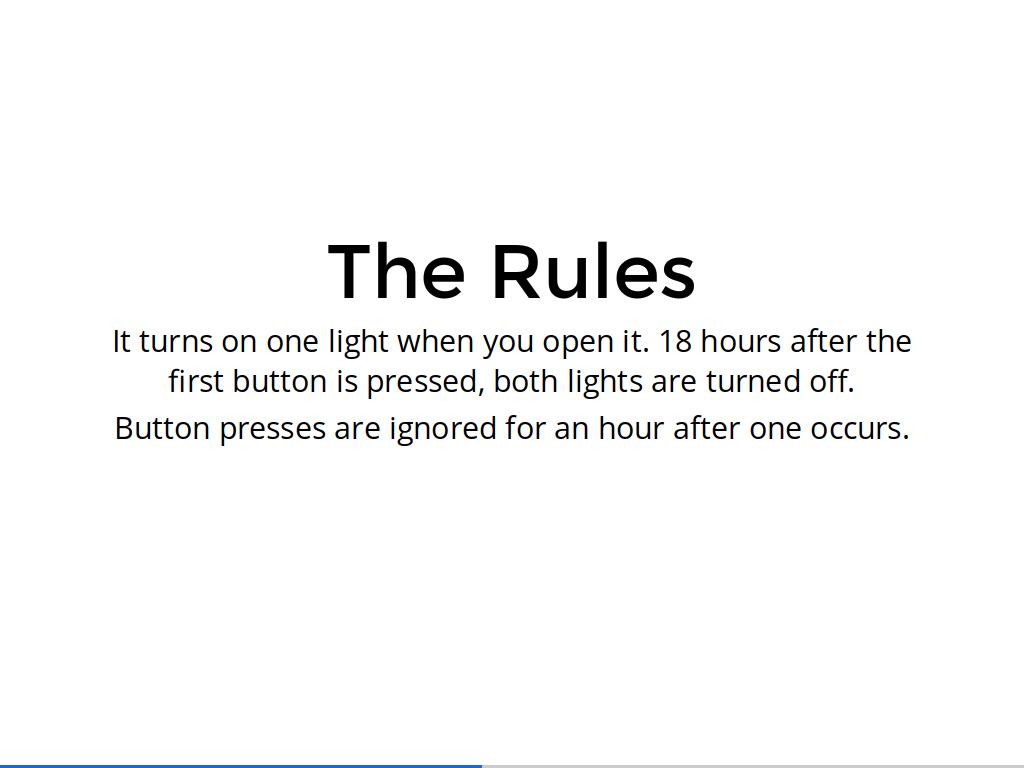 The Rules
It turns on one light when you open it. 18 hours after the
first button is pressed, both lights are turned off.
Button presses are ignored for an hour after one occurs.